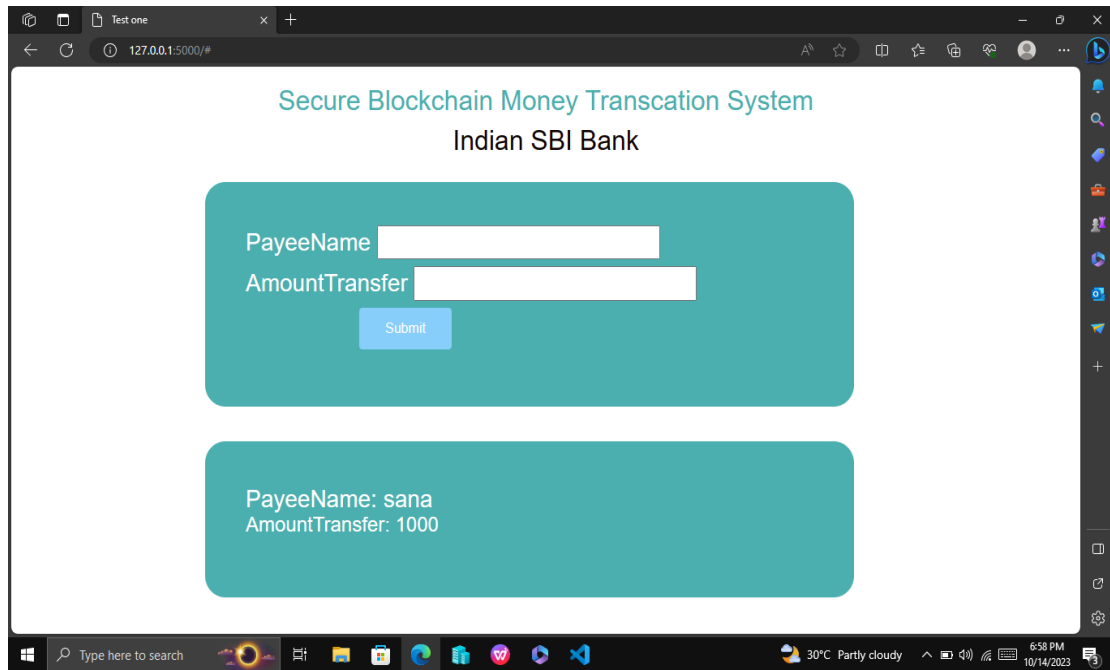 Test one
127.0.0.1:5000/#
Secure Blockchain Money Transcation System
Indian SBI Bank
PayeeName
AmountTransfer
Submit
PayeeName: sana
AmountTransfer: 1000
Type here to search
30°C Partly cloudy
6:58 PM
10/14/2023
3